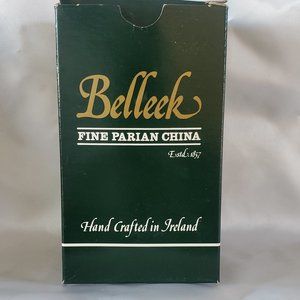 Belleek
FINE PARIAN CHINA
Estd. 1857
Hand Crafted in Ireland